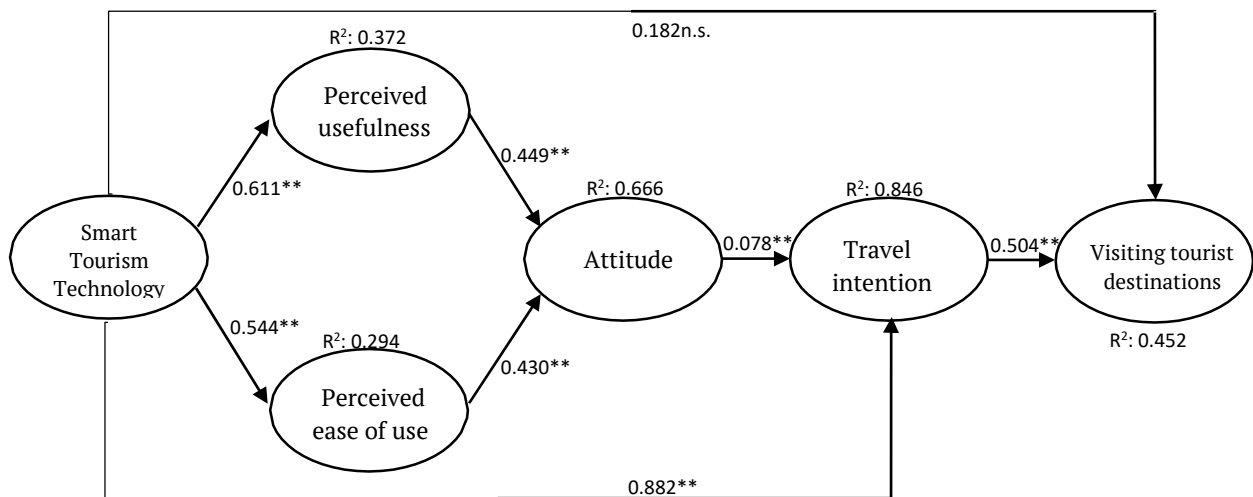 0.182n.s.
R²: 0.372
Perceived
usefulness
0.449**
0.611**
R²: 0.666
R²: 0.846
Smart
Tourism
Technology
Attitude
0.078**
Travel
intention
0.504**
Visiting tourist
destinations
0.544**
R²: 0.294
0.430**
R²: 0.452
Perceived
ease of use
0.882**